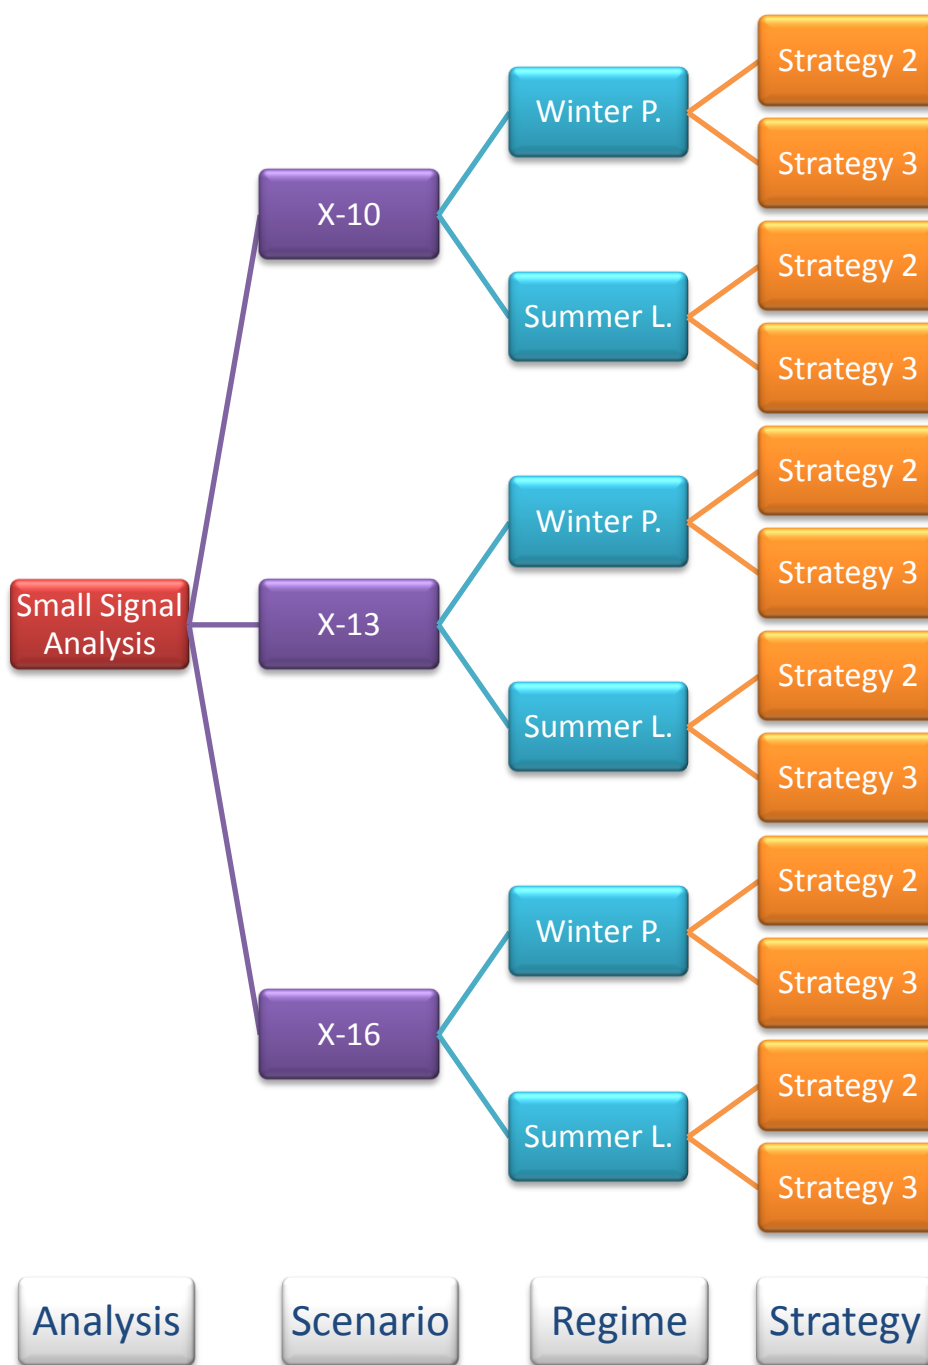 Small Signal
Analysis
X-10
Winter P.
Strategy 2
Strategy 3
Summer L.
Strategy 2
Strategy 3
X-13
Winter P.
Strategy 2
Strategy 3
Summer L.
Strategy 2
Strategy 3
X-16
Winter P.
Strategy 2
Strategy 3
Summer L.
Strategy 2
Strategy 3
Analysis
Scenario
Regime
Strategy